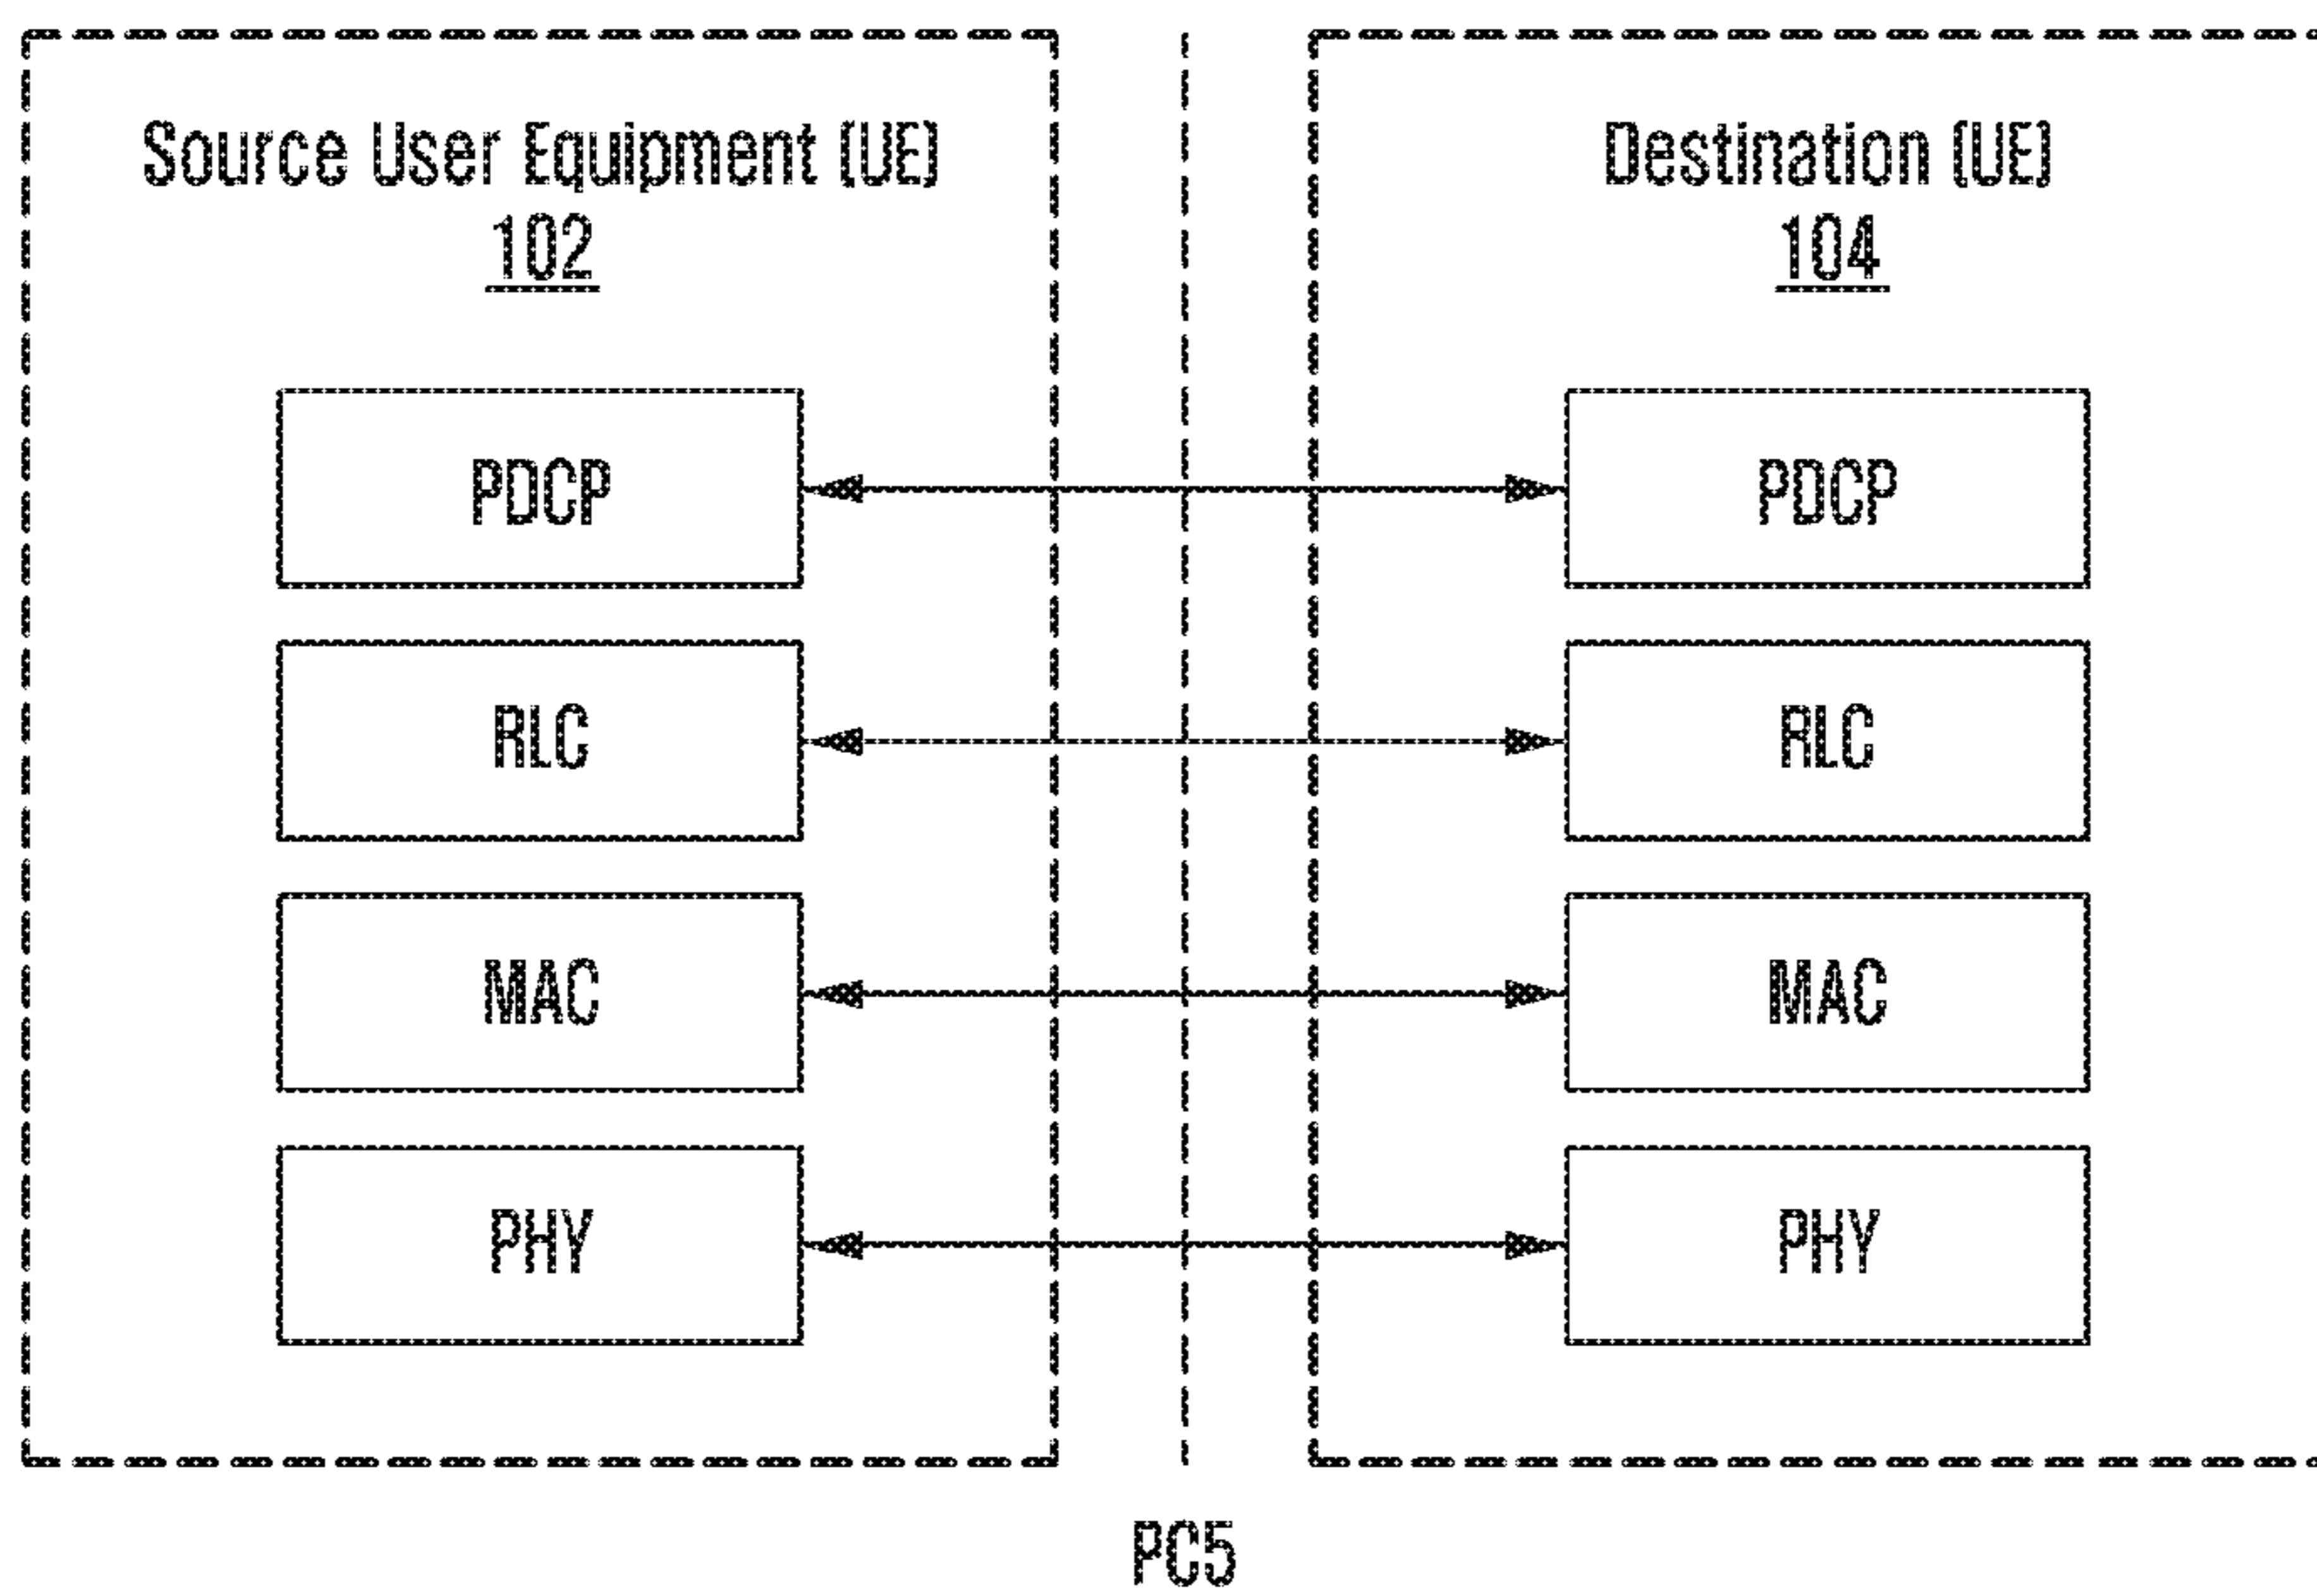 Source User Equipment (UE)
102
PDCP
RLC
MAC
PHY
Destination (UE)
104
PDCP
RLC
MAC
PHY
PC5